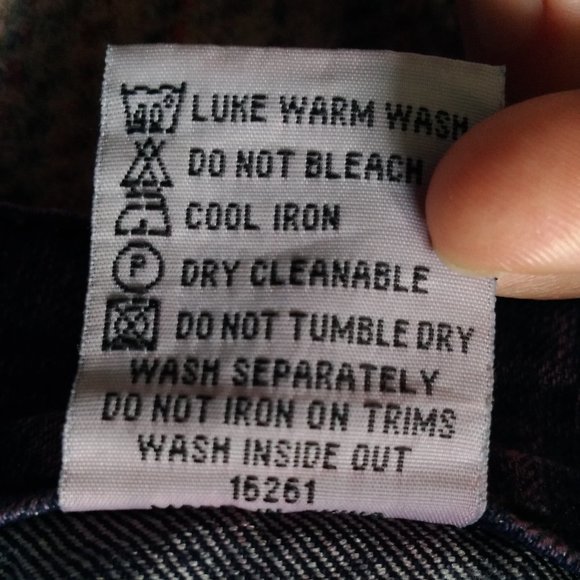 40° LUKE WARM WASH
DO NOT BLEACH
COOL IRON
P DRY CLEANABLE
DO NOT TUMBLE DRY
WASH SEPARATELY
DO NOT IRON ON TRIMS
WASH INSIDE OUT
16261